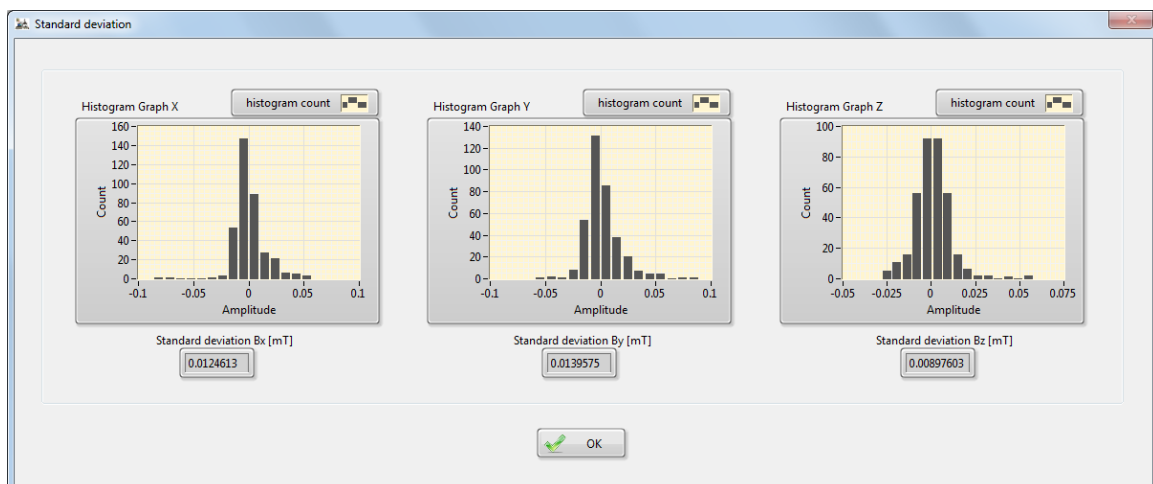 Standard deviation
Histogram Graph X
histogram count
160
140
120
100
80
60
40
20
0
Count
-0.1
-0.05
0
0.05
0.1
Amplitude
Standard deviation Bx [mT]
0.0124613
Histogram Graph Y
histogram count
140
120
100
80
60
40
20
0
Count
-0.1
-0.05
0
0.05
0.1
Amplitude
Standard deviation By [mT]
0.0139575
Histogram Graph Z
histogram count
100
80
60
40
20
0
Count
-0.05
-0.025
0
0.025
0.05
0.075
Amplitude
Standard deviation Bz [mT]
0.00897603
OK